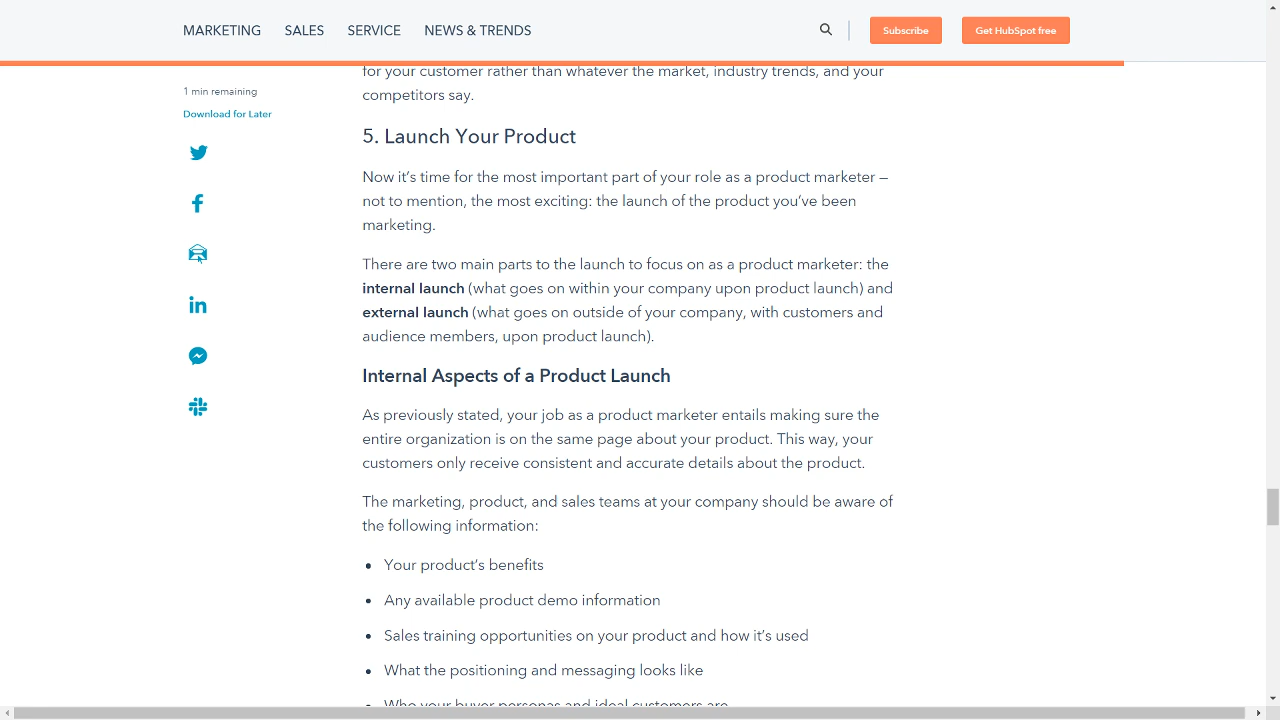 MARKETING SALES SERVICE NEWS & TRENDS Subscribe Get HubSpot free
1 min remaining
Download for Later
for your customer rather than whatever the market, industry trends, and your
competitors say.
5. Launch Your Product
Now it’s time for the most important part of your role as a product marketer —
not to mention, the most exciting: the launch of the product you’ve been
marketing.
There are two main parts to the launch to focus on as a product marketer: the
internal launch (what goes on within your company upon product launch) and
external launch (what goes on outside of your company, with customers and
audience members, upon product launch).
Internal Aspects of a Product Launch
As previously stated, your job as a product marketer entails making sure the
entire organization is on the same page about your product. This way, your
customers only receive consistent and accurate details about the product.
The marketing, product, and sales teams at your company should be aware of
the following information:
• Your product’s benefits
• Any available product demo information
• Sales training opportunities on your product and how it’s used
• What the positioning and messaging looks like
• Who your buyer personas and ideal customers are